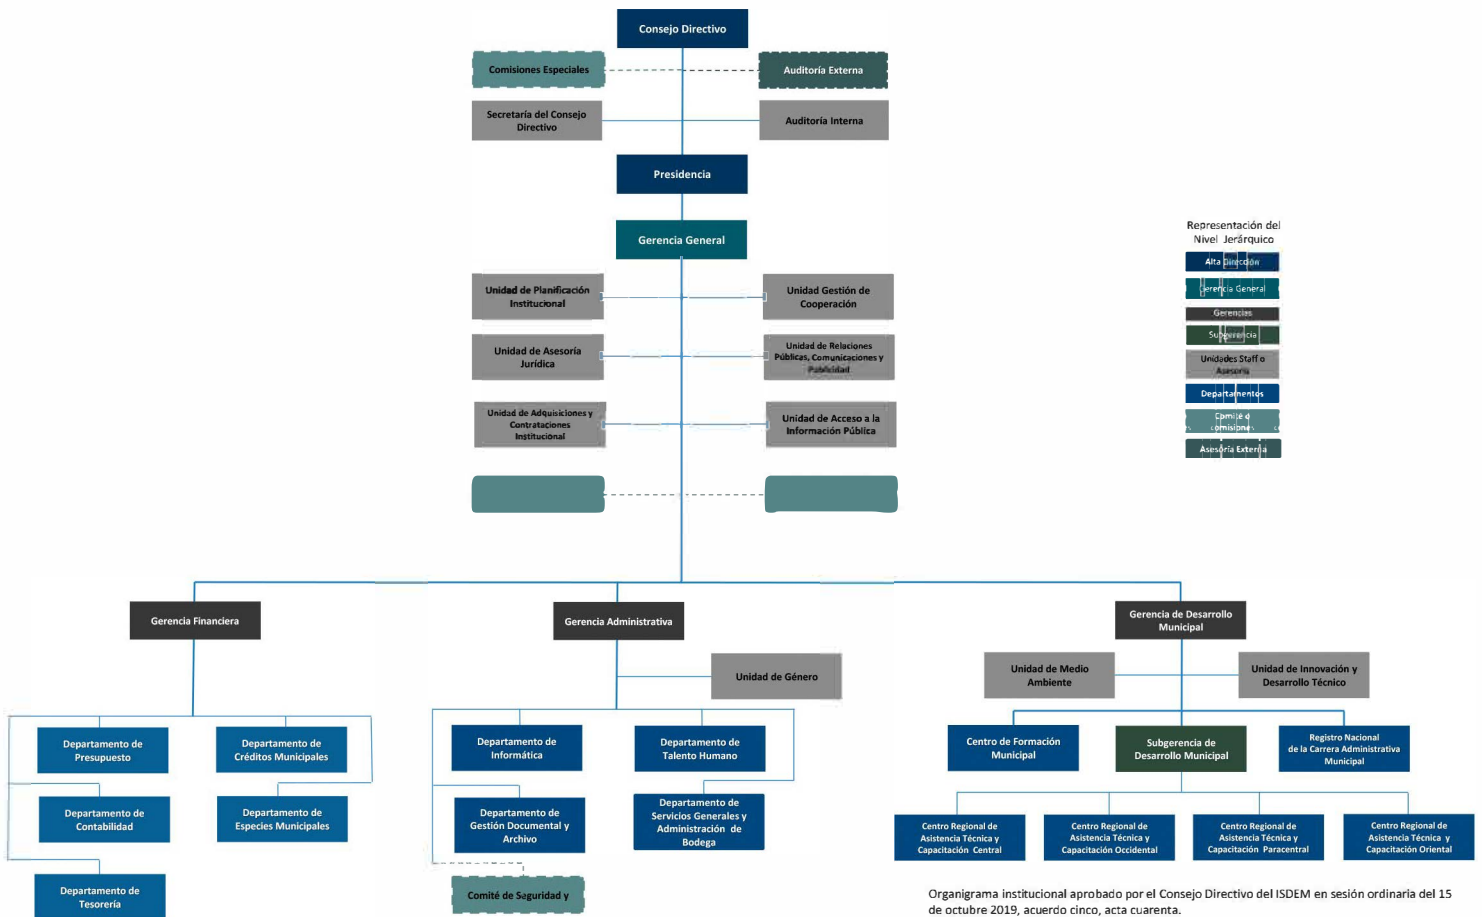 Consejo Directivo
Comisiones Especiales
Auditoría Externa
Secretaría del Consejo
Directivo
Auditoría Interna
Presidencia
Gerencia General
Unidad de Planificación
Institucional
Unidad Gestión de
Cooperación
Unidad de Asesoría
Jurídica
Unidad de Relaciones
Públicas, Comunicaciones y
Publicidad
Unidad de Adquisiciones y
Contrataciones
Institucional
Unidad de Acceso a la
Información Pública
Representación del
Nivel Jerárquico
Alta Dirección
Gerencia General
Gerencias
Subgerencia
Unidades Staff o
Asesoría
Departamentos
Comité o
comisione
Asesoría Externa
Gerencia Financiera
Departamento de
Presupuesto
Departamento de
Créditos Municipales
Departamento de
Contabilidad
Departamento de
Especies Municipales
Departamento de
Tesorería
Gerencia Administrativa
Unidad de Género
Departamento de
Informática
Departamento de
Talento Humano
Departamento de
Gestión Documental y
Archivo
Departamento de
Servicios Generales y
Administración de
Bodega
Comité de Seguridad y
Gerencia de Desarrollo
Municipal
Unidad de Medio
Ambiente
Unidad de Innovación y
Desarrollo Técnico
Centro de Formación
Municipal
Subgerencia de
Desarrollo Municipal
Registro Nacional
de la Carrera Administrativa
Municipal
Centro Regional de
Asistencia Técnica y
Capacitación Central
Centro Regional de
Asistencia Técnica y
Capacitación Occidental
Centro Regional de
Asistencia Técnica y
Capacitación Paracentral
Centro Regional de
Asistencia Técnica y
Capacitación Oriental
Organigrama institucional aprobado por el Consejo Directivo del ISDEM en sesión ordinaria del 15
de octubre 2019, acuerdo cinco, acta cuarenta.